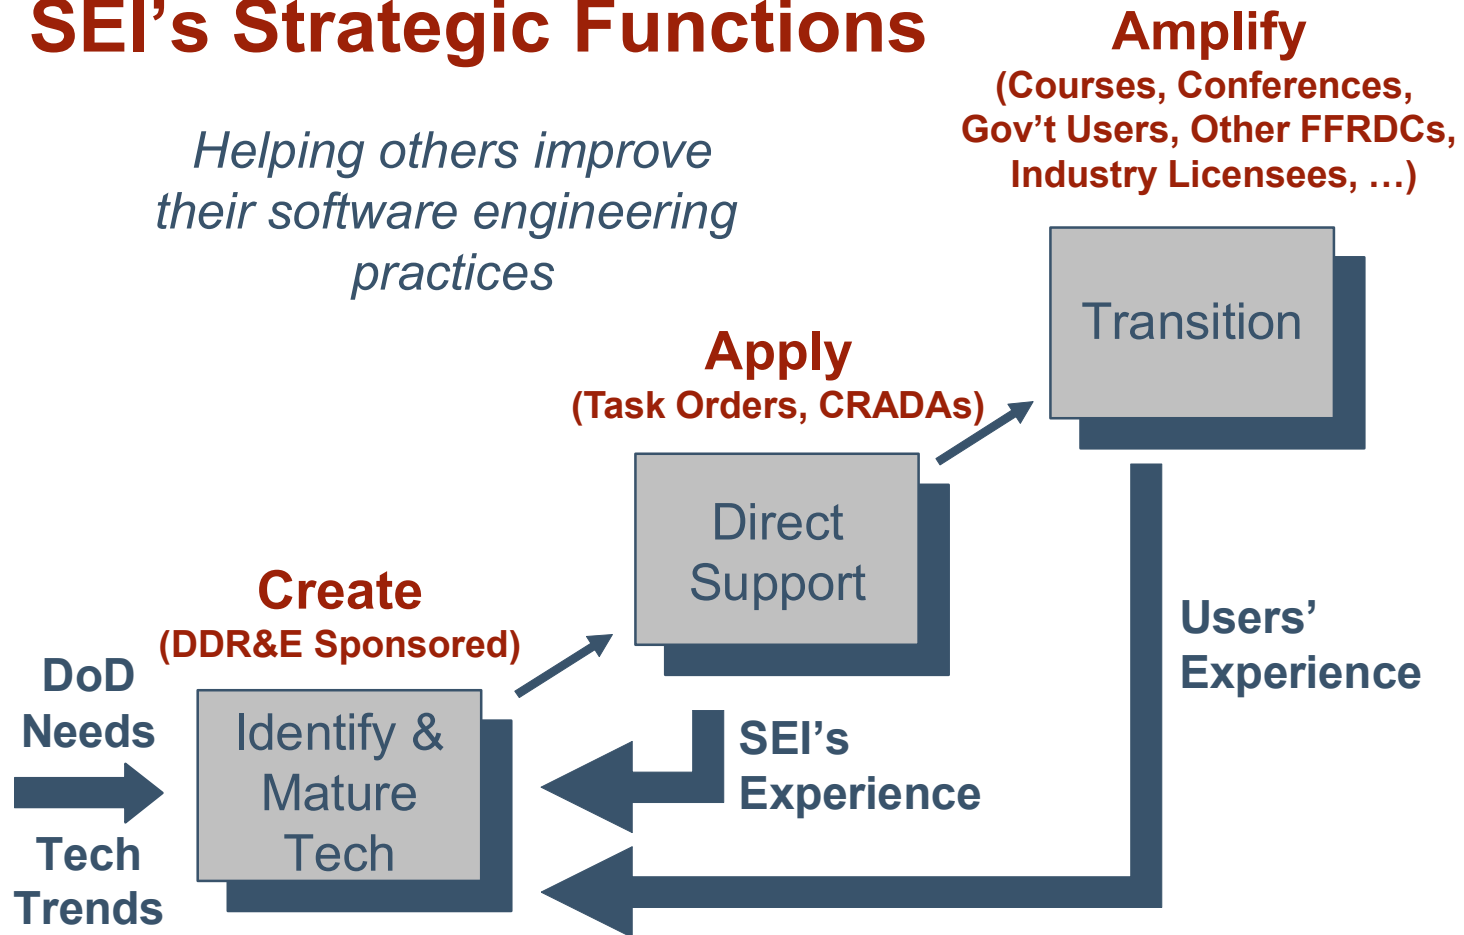 SEI’s Strategic Functions
Helping others improve
their software engineering
practices
Amplify
(Courses, Conferences,
Gov’t Users, Other FFRDCs,
Industry Licensees, …)
Transition
Apply
(Task Orders, CRADAs)
Direct
Support
Create
(DDR&E Sponsored)
Identify &
Mature
Tech
DoD
Needs
Tech
Trends
SEI’s
Experience
Users’
Experience